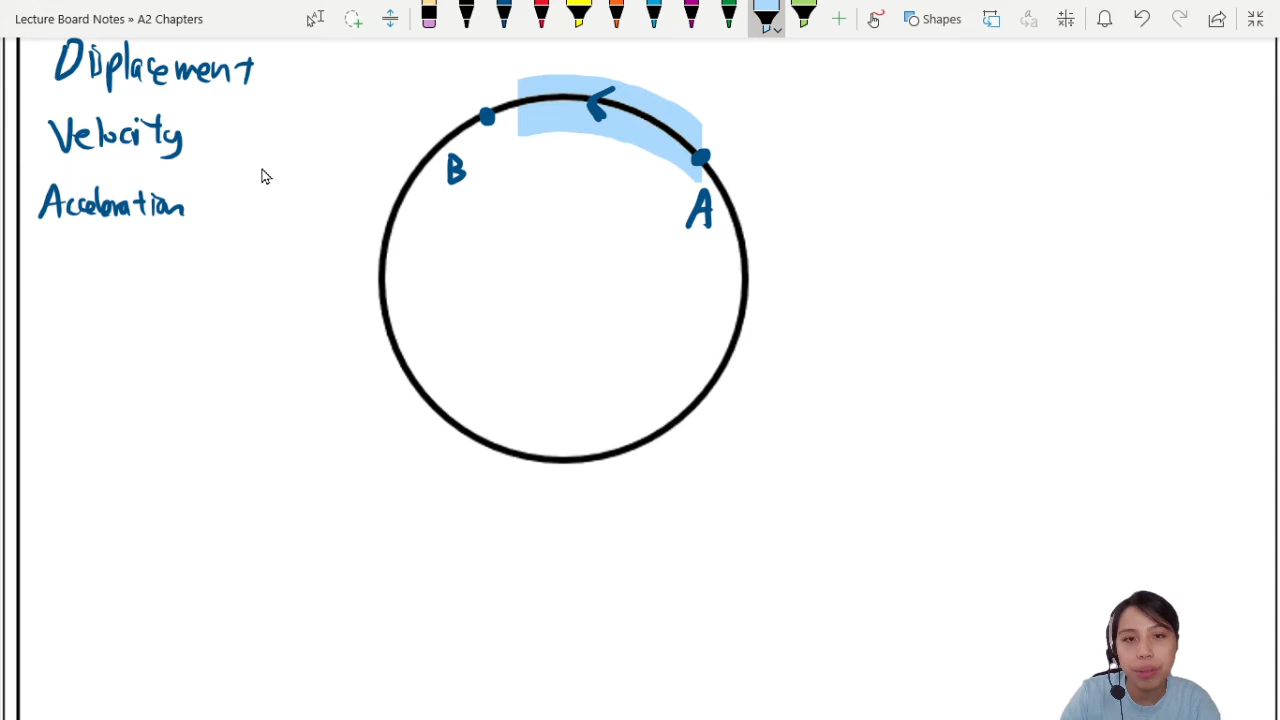 Lecture Board Notes » A2 Chapters
Shapes
Displacement
Velocity
Acceleration
B
A